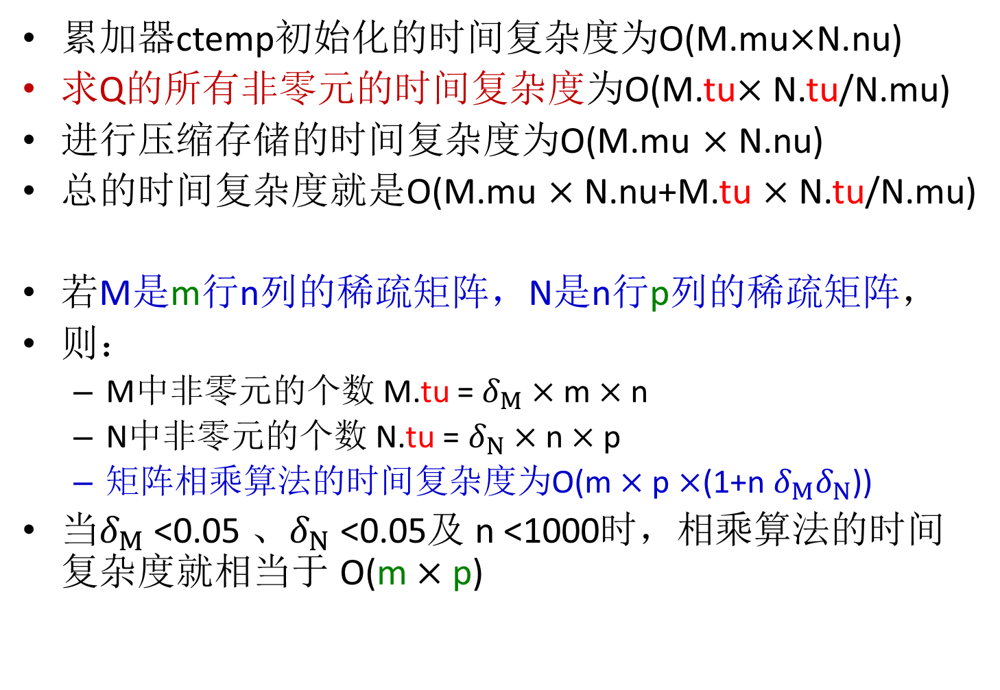 • 累加器ctemp初始化的时间复杂度为O(M.mu×N.nu)
• 求Q的所有非零元的时间复杂度为O(M.tu× N.tu/N.mu)
• 进行压缩存储的时间复杂度为O(M.mu × N.nu)
• 总的时间复杂度就是O(M.mu × N.nu+M.tu × N.tu/N.mu)
• 若M是m行n列的稀疏矩阵，N是n行p列的稀疏矩阵，
• 则：
– M中非零元的个数 M.tu = δ_M × m × n
– N中非零元的个数 N.tu = δ_N × n × p
– 矩阵相乘算法的时间复杂度为O(m × p ×(1+n δ_Mδ_N))
• 当δ_M <0.05 、δ_N <0.05及 n <1000时，相乘算法的时间
复杂度就相当于 O(m × p)